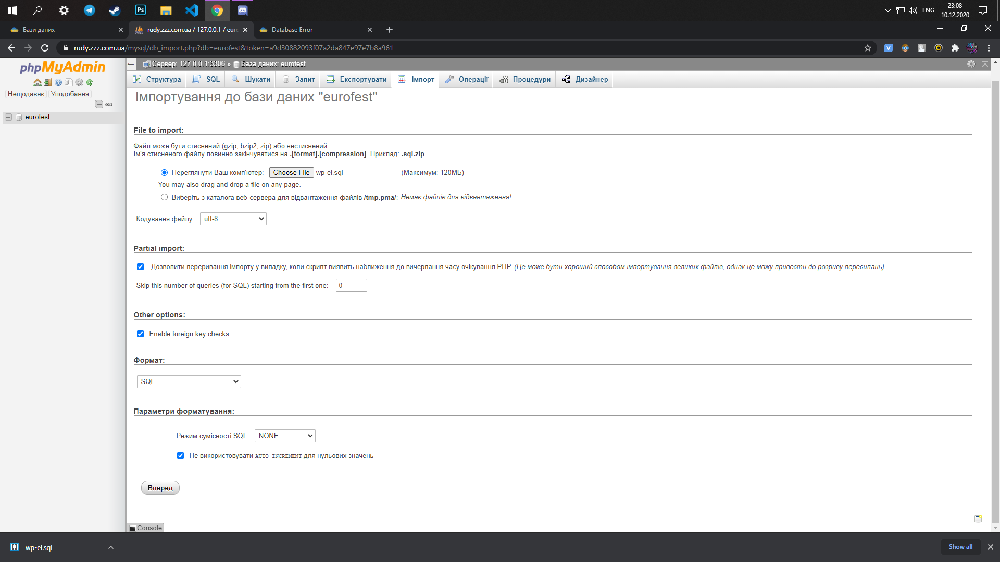 ENG
23:08
10.12.2020
Бази даних
rudy.zzz.com.ua / 127.0.0.1 / euro
Database Error
rudy.zzz.com.ua/mysql/db_import.php?db=eurofest&token=a9d30882093f07a2da847e97e7b8a961
phpMyAdmin
Нещодавнє
Уподобання
eurofest
Сервер: 127.0.0.1:3306 » База даних: eurofest
Структура
SQL
Шукати
Запит
Експортувати
Імпорт
Операції
Процедури
Дизайнер
Імпортування до бази даних "eurofest"
File to import:
Файл може бути стиснений (gzip, bzip2, zip) або нестиснений.
Ім'я стисненого файлу повинно закінчуватися на .[format].[compression]. Приклад: .sql.zip
Переглянути Ваш комп'ютер: Choose File wp-el.sql (Максимум: 120МБ)
You may also drag and drop a file on any page.
Виберіть з каталога веб-сервера для відвантаження файлів /tmp.pma/: Немає файлів для відвантаження!
Кодування файлу: utf-8
Partial import:
Дозволити переривання імпорту у випадку, коли скрипт виявить наближення до вичерпання часу очікування PHP. (Це може бути хороший способом імпортування великих файлів, однак це можу привести до розриву пересилань).
Skip this number of queries (for SQL) starting from the first one: 0
Other options:
Enable foreign key checks
Формат:
SQL
Параметри форматування:
Режим сумісності SQL: NONE
Не використовувати AUTO_INCREMENT для нульових значень
Вперед
Console
wp-el.sql
Show all